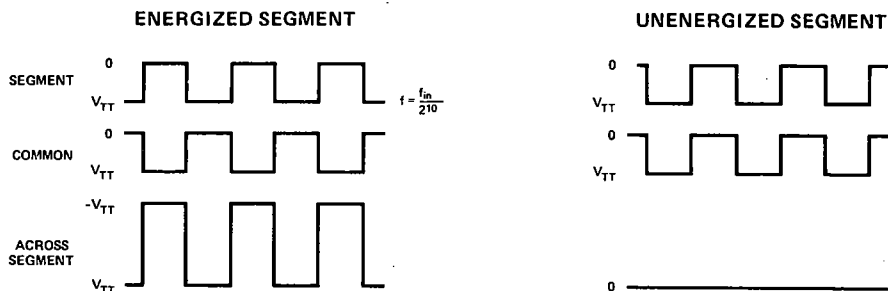 ENERGIZED SEGMENT
UNENERGIZED SEGMENT
SEGMENT
0
V_TT
f = f_in / 2^10
0
V_TT
COMMON
0
V_TT
0
V_TT
ACROSS
SEGMENT
-V_TT
V_TT
0